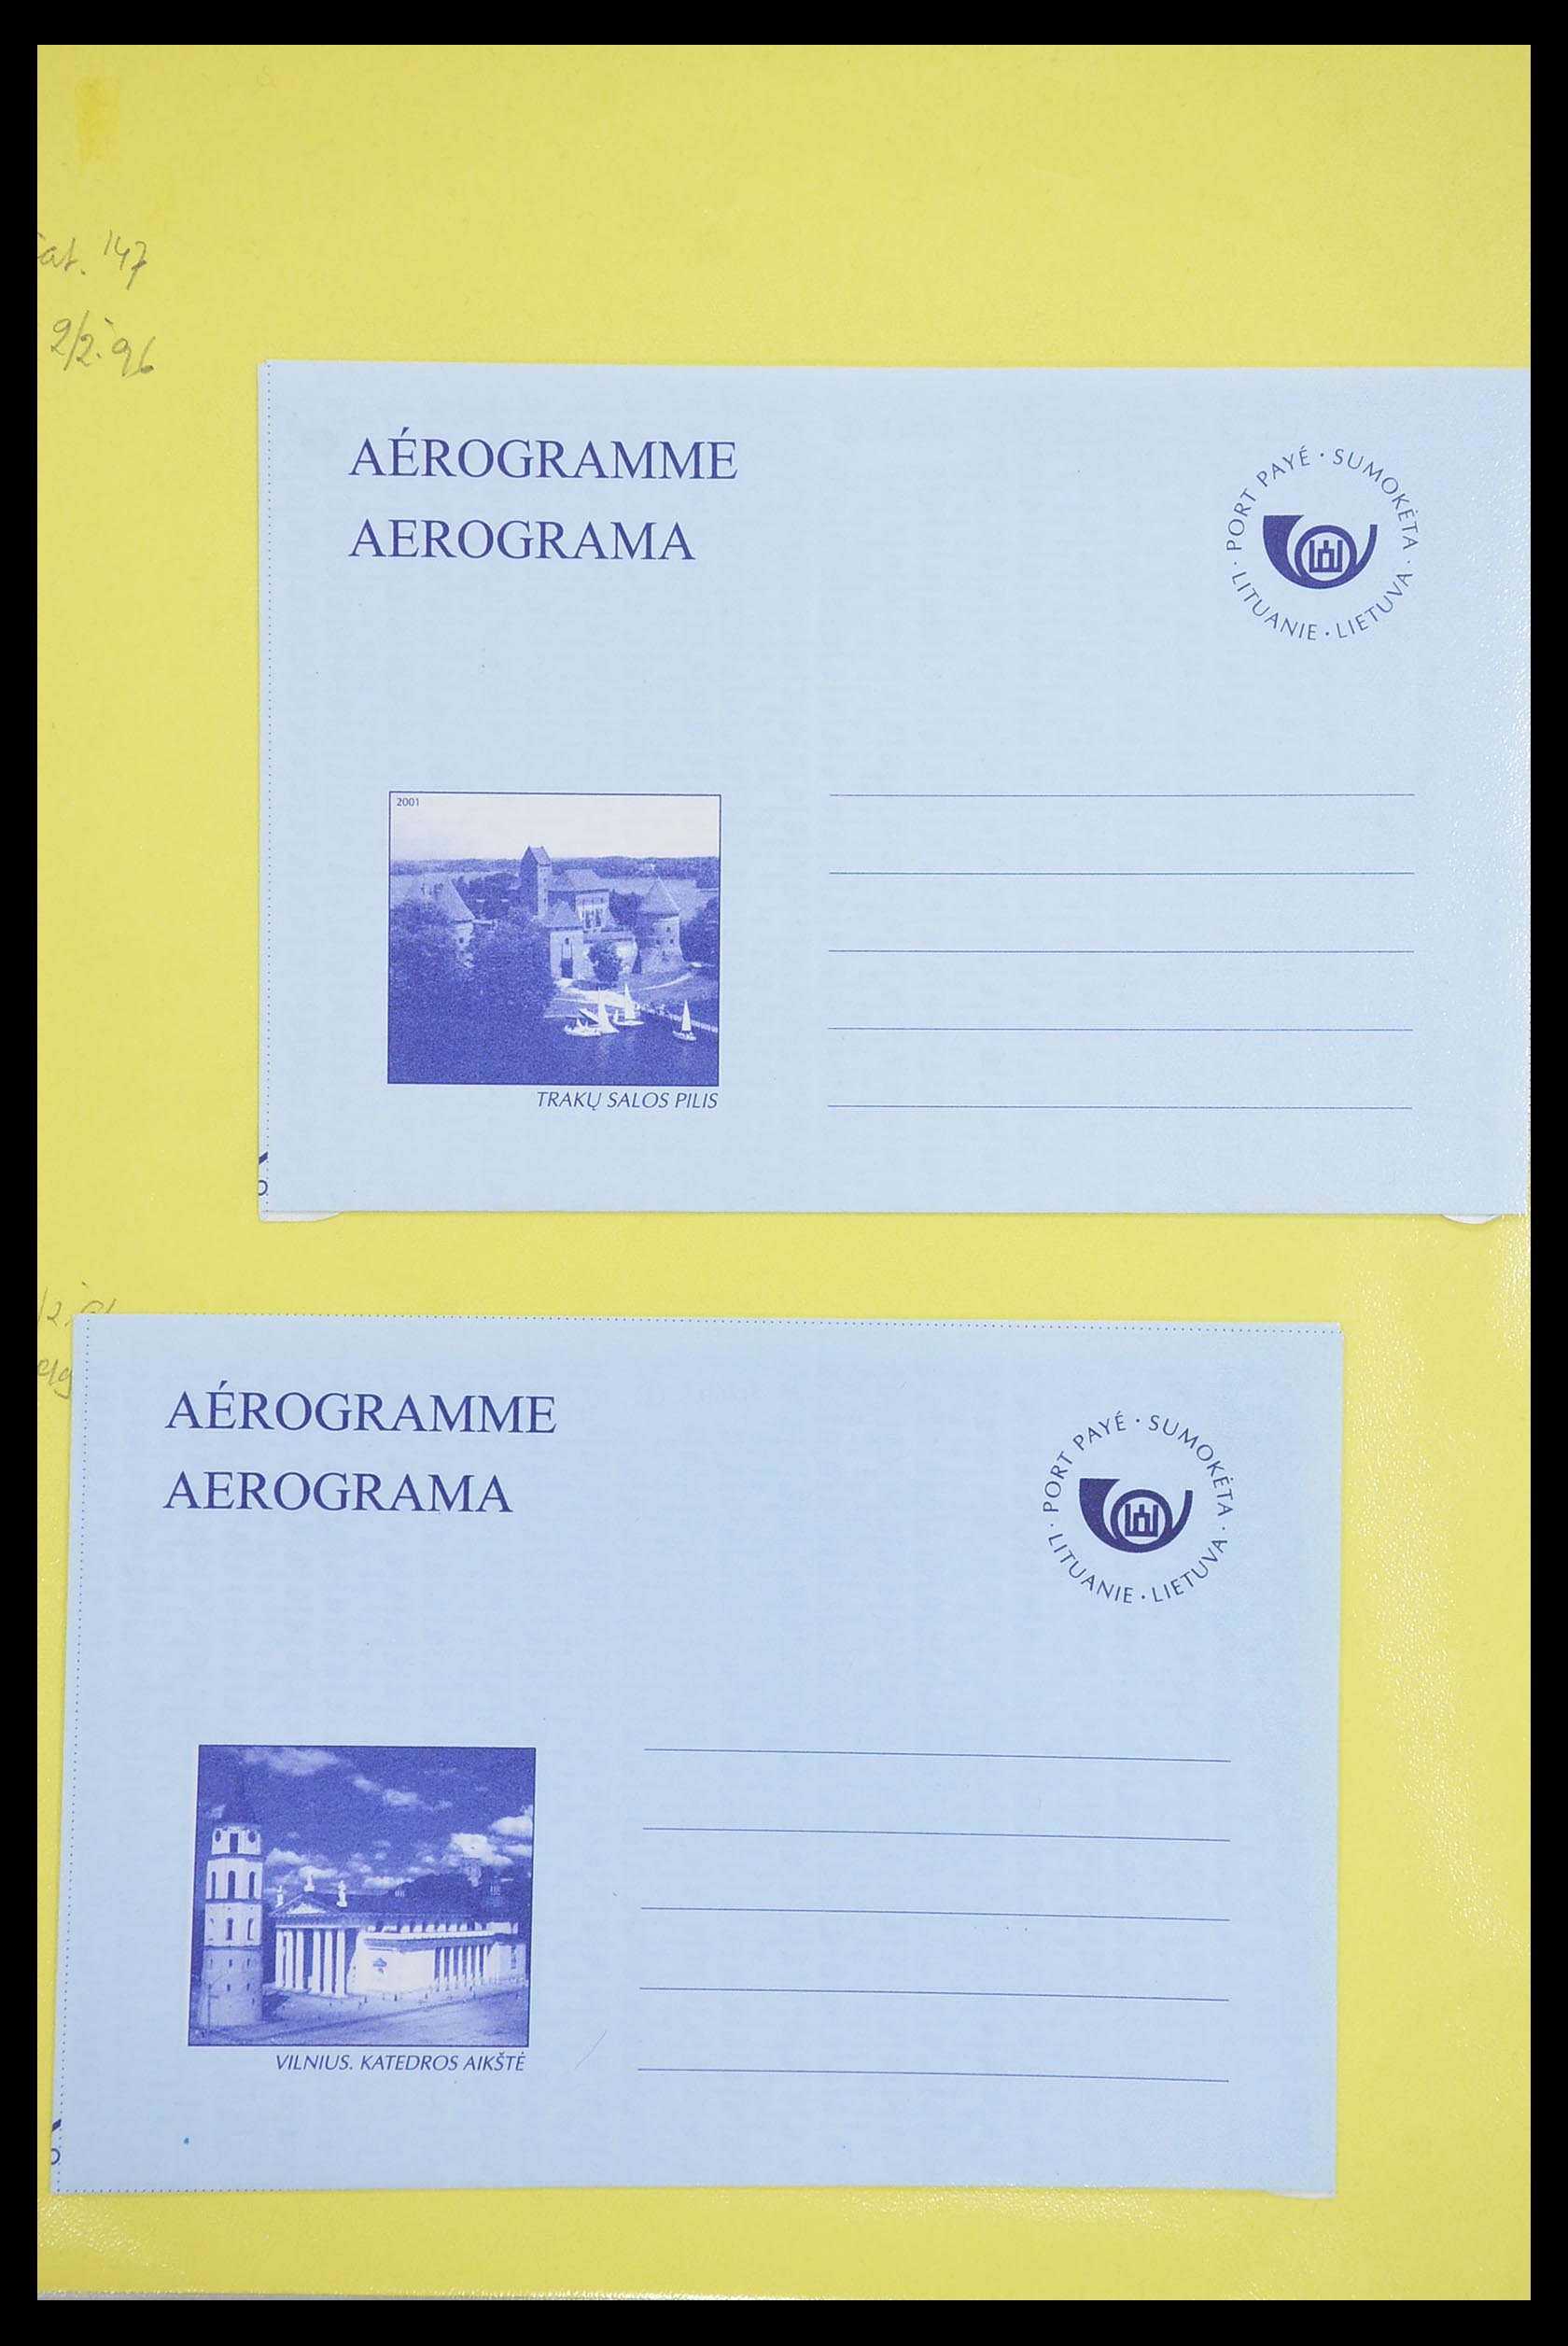 147
2/2.96
AÉROGRAMME
AEROGRAMA
· PORT PAYÉ · SUMOKĖTA · LITUANIE · LIETUVA
2001
TRAKŲ SALOS PILIS
AÉROGRAMME
AEROGRAMA
· PORT PAYÉ · SUMOKĖTA · LITUANIE · LIETUVA
VILNIUS. KATEDROS AIKŠTĖ